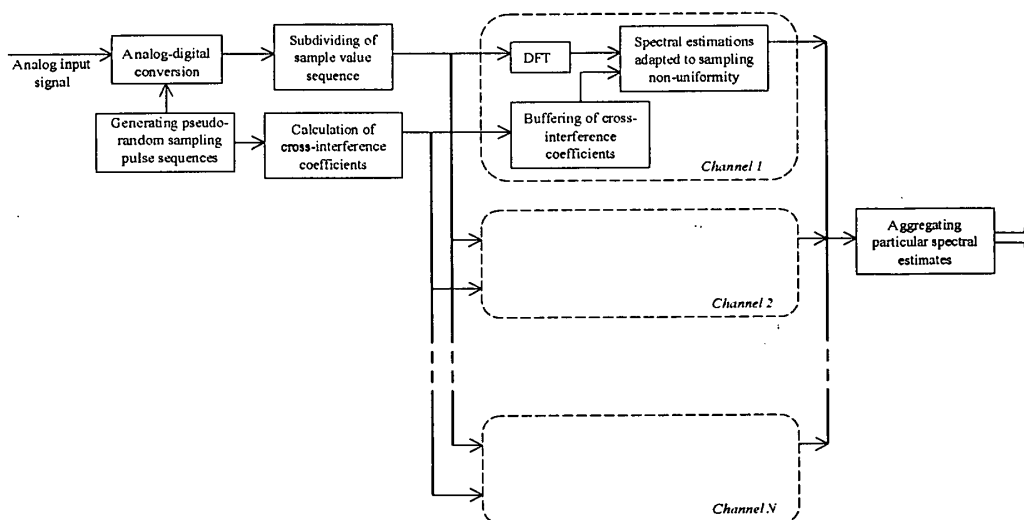 Analog input
signal
Analog-digital
conversion
Subdividing of
sample value
sequence
Generating pseudo-
random sampling
pulse sequences
Calculation of
cross-interference
coefficients
DFT
Spectral estimations
adapted to sampling
non-uniformity
Buffering of cross-
interference
coefficients
Channel 1
Channel 2
Aggregating
particular spectral
estimates
Channel N